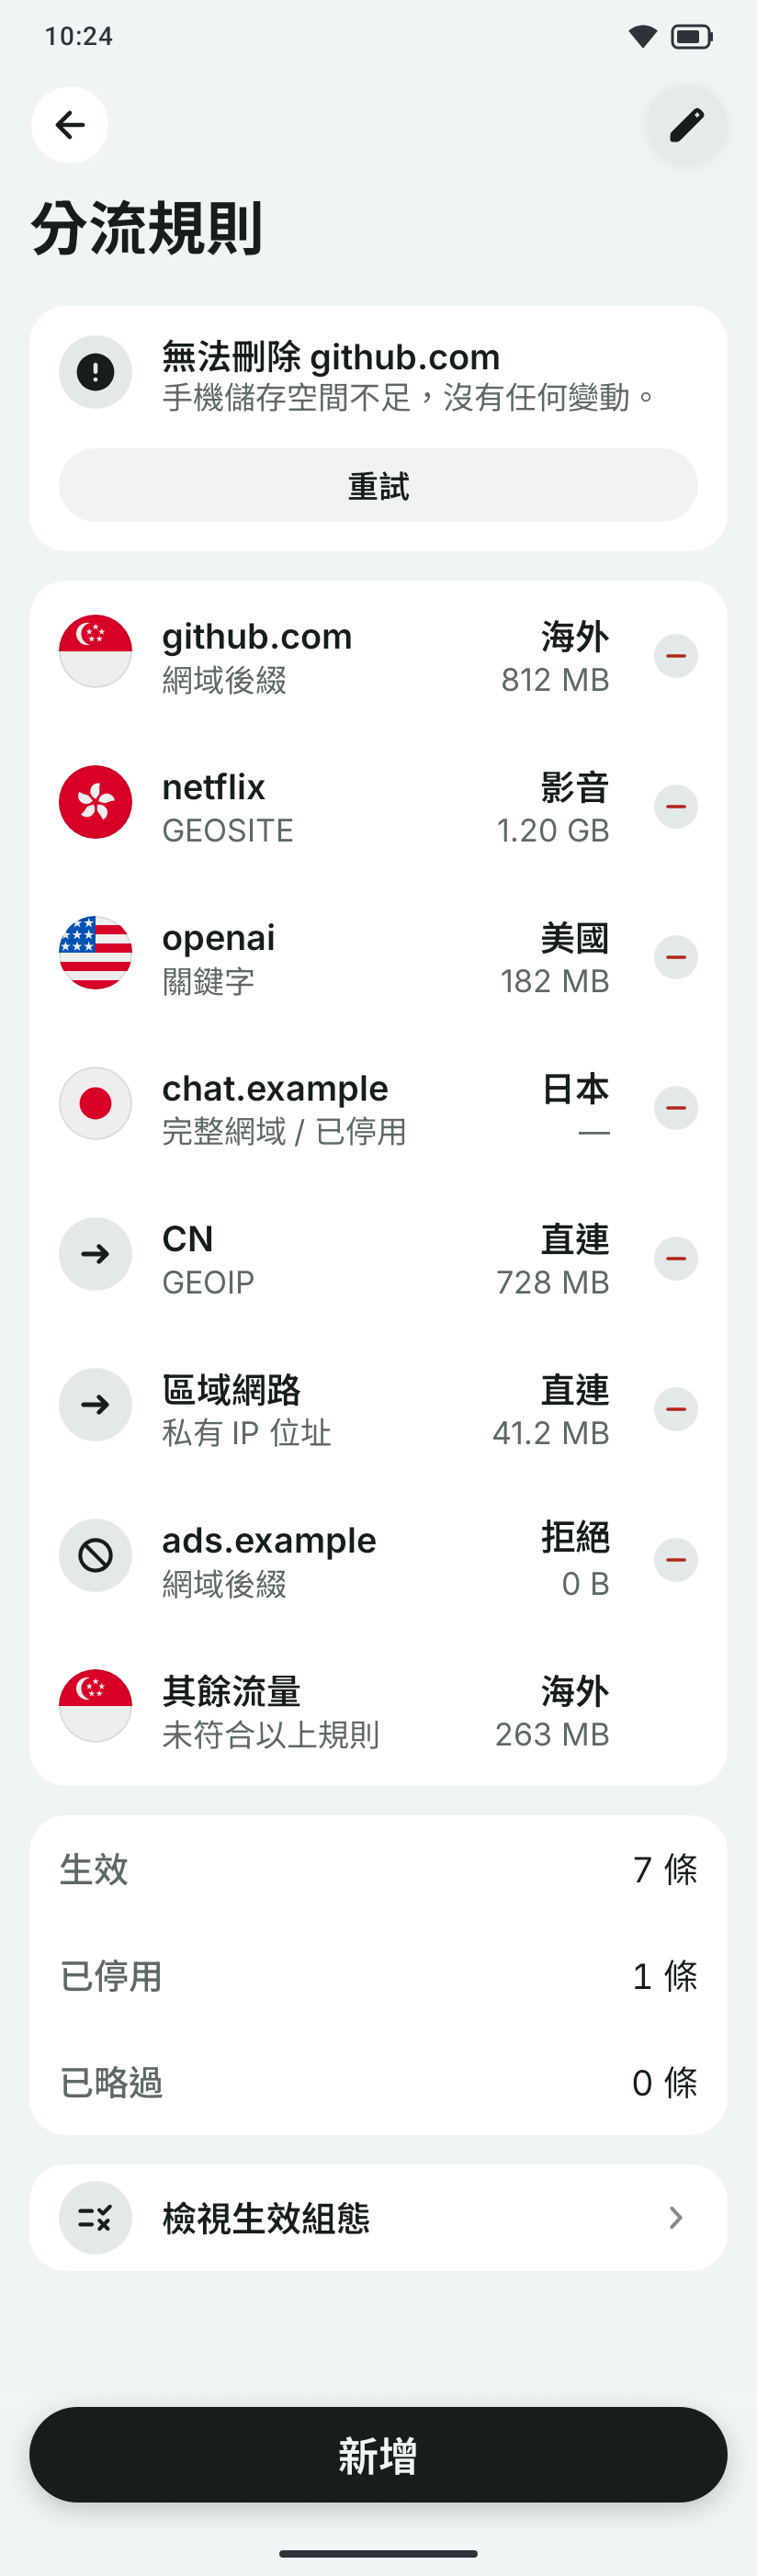 10:24
分流規則
無法刪除 github.com
手機儲存空間不足，沒有任何變動。
重試
github.com 海外
網域後綴 812 MB
netflix 影音
GEOSITE 1.20 GB
openai 美國
關鍵字 182 MB
chat.example 日本
完整網域 / 已停用 —
CN 直連
GEOIP 728 MB
區域網路 直連
私有 IP 位址 41.2 MB
ads.example 拒絕
網域後綴 0 B
其餘流量 海外
未符合以上規則 263 MB
生效 7 條
已停用 1 條
已略過 0 條
檢視生效組態
新增